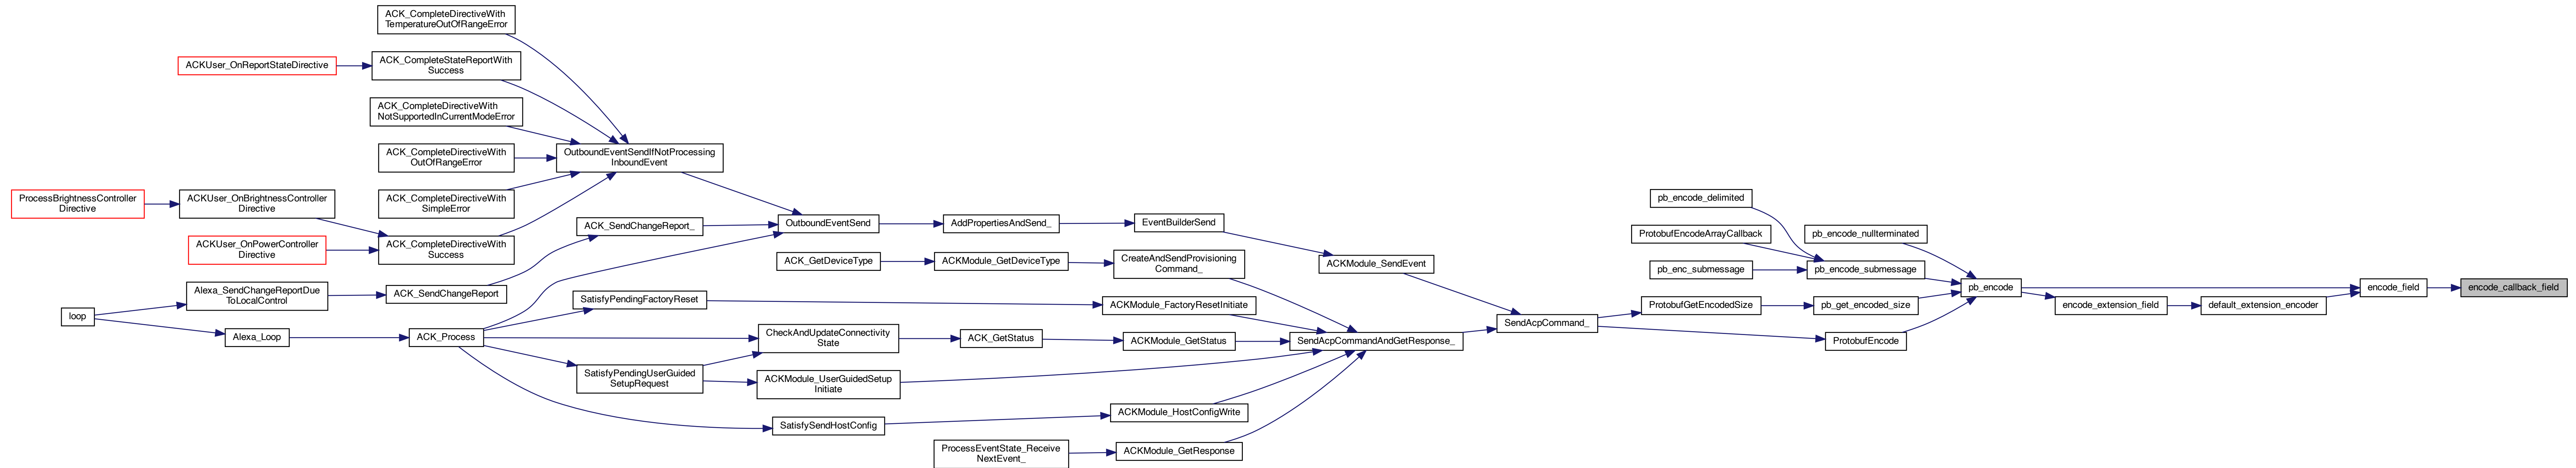 ACK_CompleteDirectiveWith
TemperatureOutOfRangeError
ACKUser_OnReportStateDirective
ACK_CompleteStateReportWith
Success
ACK_CompleteDirectiveWith
NotSupportedInCurrentModeError
ACK_CompleteDirectiveWith
OutOfRangeError
OutboundEventSendIfNotProcessing
InboundEvent
ProcessBrightnessController
Directive
ACKUser_OnBrightnessController
Directive
ACK_CompleteDirectiveWith
SimpleError
ACKUser_OnPowerController
Directive
ACK_CompleteDirectiveWith
Success
ACK_SendChangeReport_
OutboundEventSend
AddPropertiesAndSend_
EventBuilderSend
pb_encode_delimited
ProtobufEncodeArrayCallback
pb_encode_nullterminated
ACK_GetDeviceType
ACKModule_GetDeviceType
CreateAndSendProvisioning
Command_
ACKModule_SendEvent
pb_enc_submessage
pb_encode_submessage
loop
Alexa_SendChangeReportDue
ToLocalControl
ACK_SendChangeReport
SatisfyPendingFactoryReset
ACKModule_FactoryResetInitiate
ProtobufGetEncodedSize
pb_get_encoded_size
pb_encode
encode_extension_field
default_extension_encoder
encode_field
encode_callback_field
Alexa_Loop
ACK_Process
CheckAndUpdateConnectivity
State
ACK_GetStatus
ACKModule_GetStatus
SendAcpCommandAndGetResponse_
SendAcpCommand_
ProtobufEncode
SatisfyPendingUserGuided
SetupRequest
ACKModule_UserGuidedSetup
Initiate
SatisfySendHostConfig
ACKModule_HostConfigWrite
ProcessEventState_Receive
NextEvent_
ACKModule_GetResponse